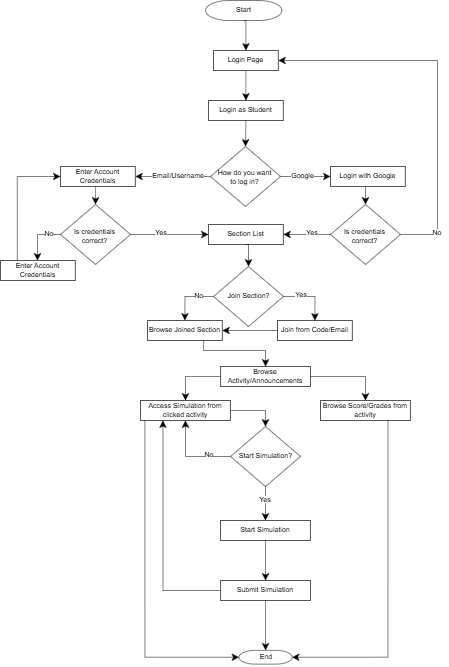 Start
Login Page
Login as Student
Enter Account
Credentials
Email/Username
How do you want
to log in?
Google
Login with Google
Is credentials
correct?
No
Yes
Section List
Yes
Is credentials
correct?
No
Enter Account
Credentials
Join Section?
No
Yes
Browse Joined Section
Join from Code/Email
Browse
Activity/Announcements
Access Simulation from
clicked activity
Browse Score/Grades from
activity
No
Start Simulation?
Yes
Start Simulation
Submit Simulation
End